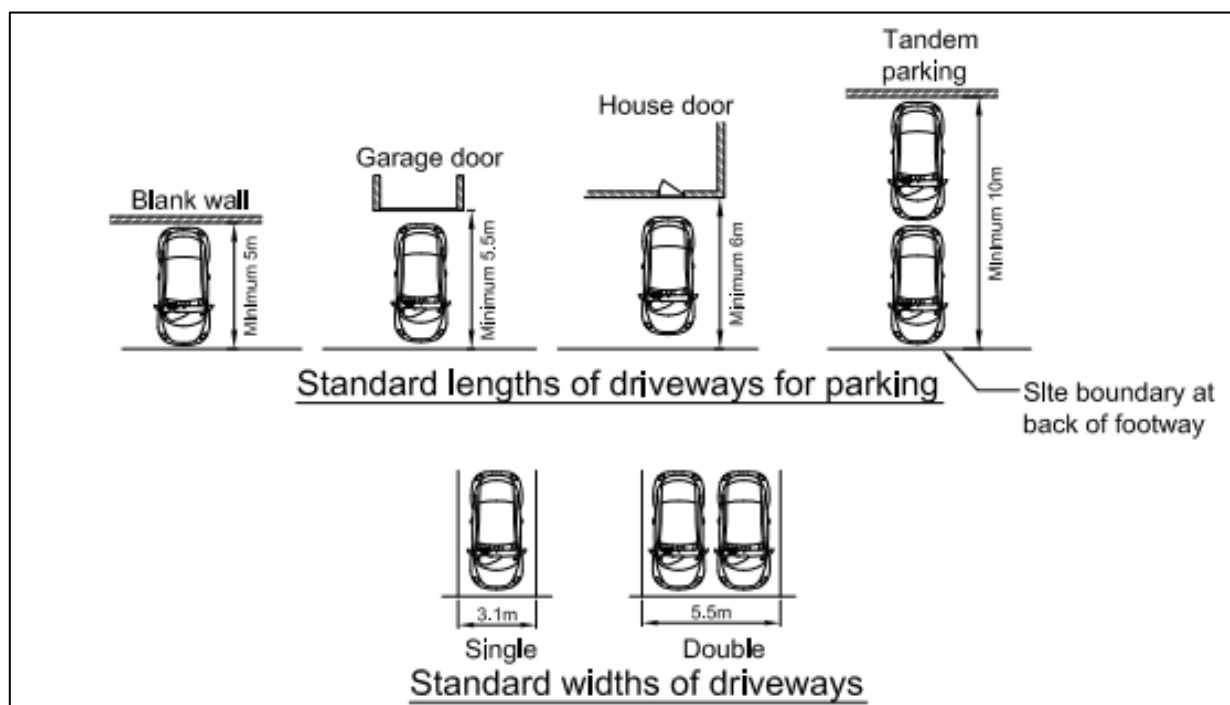 Tandem
parking
House door
Garage door
Blank wall
Minimum 5m
Minimum 5.5m
Minimum 6m
Minimum 10m
Standard lengths of driveways for parking
Site boundary at
back of footway
3.1m
5.5m
Single
Double
Standard widths of driveways